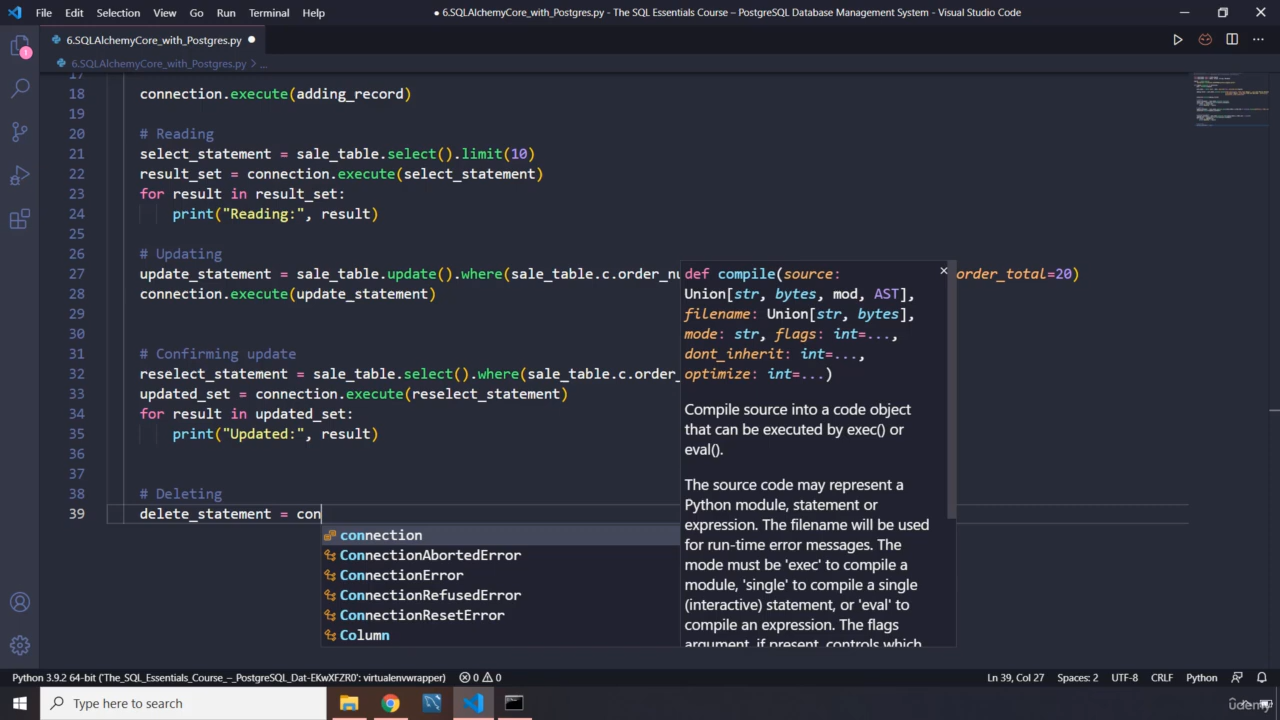 File Edit Selection View Go Run Terminal Help
● 6.SQLAlchemyCore_with_Postgres.py - The SQL Essentials Course – PostgreSQL Database Management System - Visual Studio Code
6.SQLAlchemyCore_with_Postgres.py ●
6.SQLAlchemyCore_with_Postgres.py > ...
17
18 connection.execute(adding_record)
19
20 # Reading
21 select_statement = sale_table.select().limit(10)
22 result_set = connection.execute(select_statement)
23 for result in result_set:
24 print("Reading:", result)
25
26 # Updating
27 update_statement = sale_table.update().where(sale_table.c.order_nu order_total=20)
28 connection.execute(update_statement)
29
30
31 # Confirming update
32 reselect_statement = sale_table.select().where(sale_table.c.order_
33 updated_set = connection.execute(reselect_statement)
34 for result in updated_set:
35 print("Updated:", result)
36
37
38 # Deleting
39 delete_statement = con
connection
ConnectionAbortedError
ConnectionError
ConnectionRefusedError
ConnectionResetError
Column
def compile(source:
Union[str, bytes, mod, AST],
filename: Union[str, bytes],
mode: str, flags: int=...,
dont_inherit: int=...,
optimize: int=...)
Compile source into a code object
that can be executed by exec() or
eval().
The source code may represent a
Python module, statement or
expression. The filename will be used
for run-time error messages. The
mode must be 'exec' to compile a
module, 'single' to compile a single
(interactive) statement, or 'eval' to
compile an expression. The flags
argument, if present, controls which
Python 3.9.2 64-bit ('The_SQL_Essentials_Course_–_PostgreSQL_Dat-EKwXFZR0': virtualenvwrapper) 0 0 Ln 39, Col 27 Spaces: 2 UTF-8 CRLF Python
Type here to search
udemy